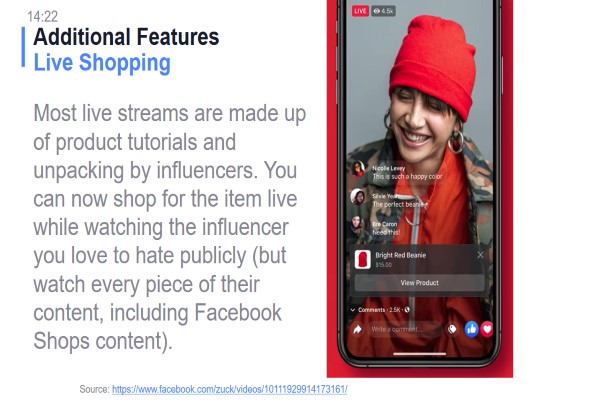 14:22
Additional Features
Live Shopping
Most live streams are made up
of product tutorials and
unpacking by influencers. You
can now shop for the item live
while watching the influencer
you love to hate publicly (but
watch every piece of their
content, including Facebook
Shops content).
LIVE 4.5k
Nicolle Levey
This is such a happy color
Silvie Year
The perfect beanie
Bre Caron
Need this!
Bright Red Beanie
$15.00
View Product
Comments · 2.5K ·
Write a comment...
Source: https://www.facebook.com/zuck/videos/10111929914173161/